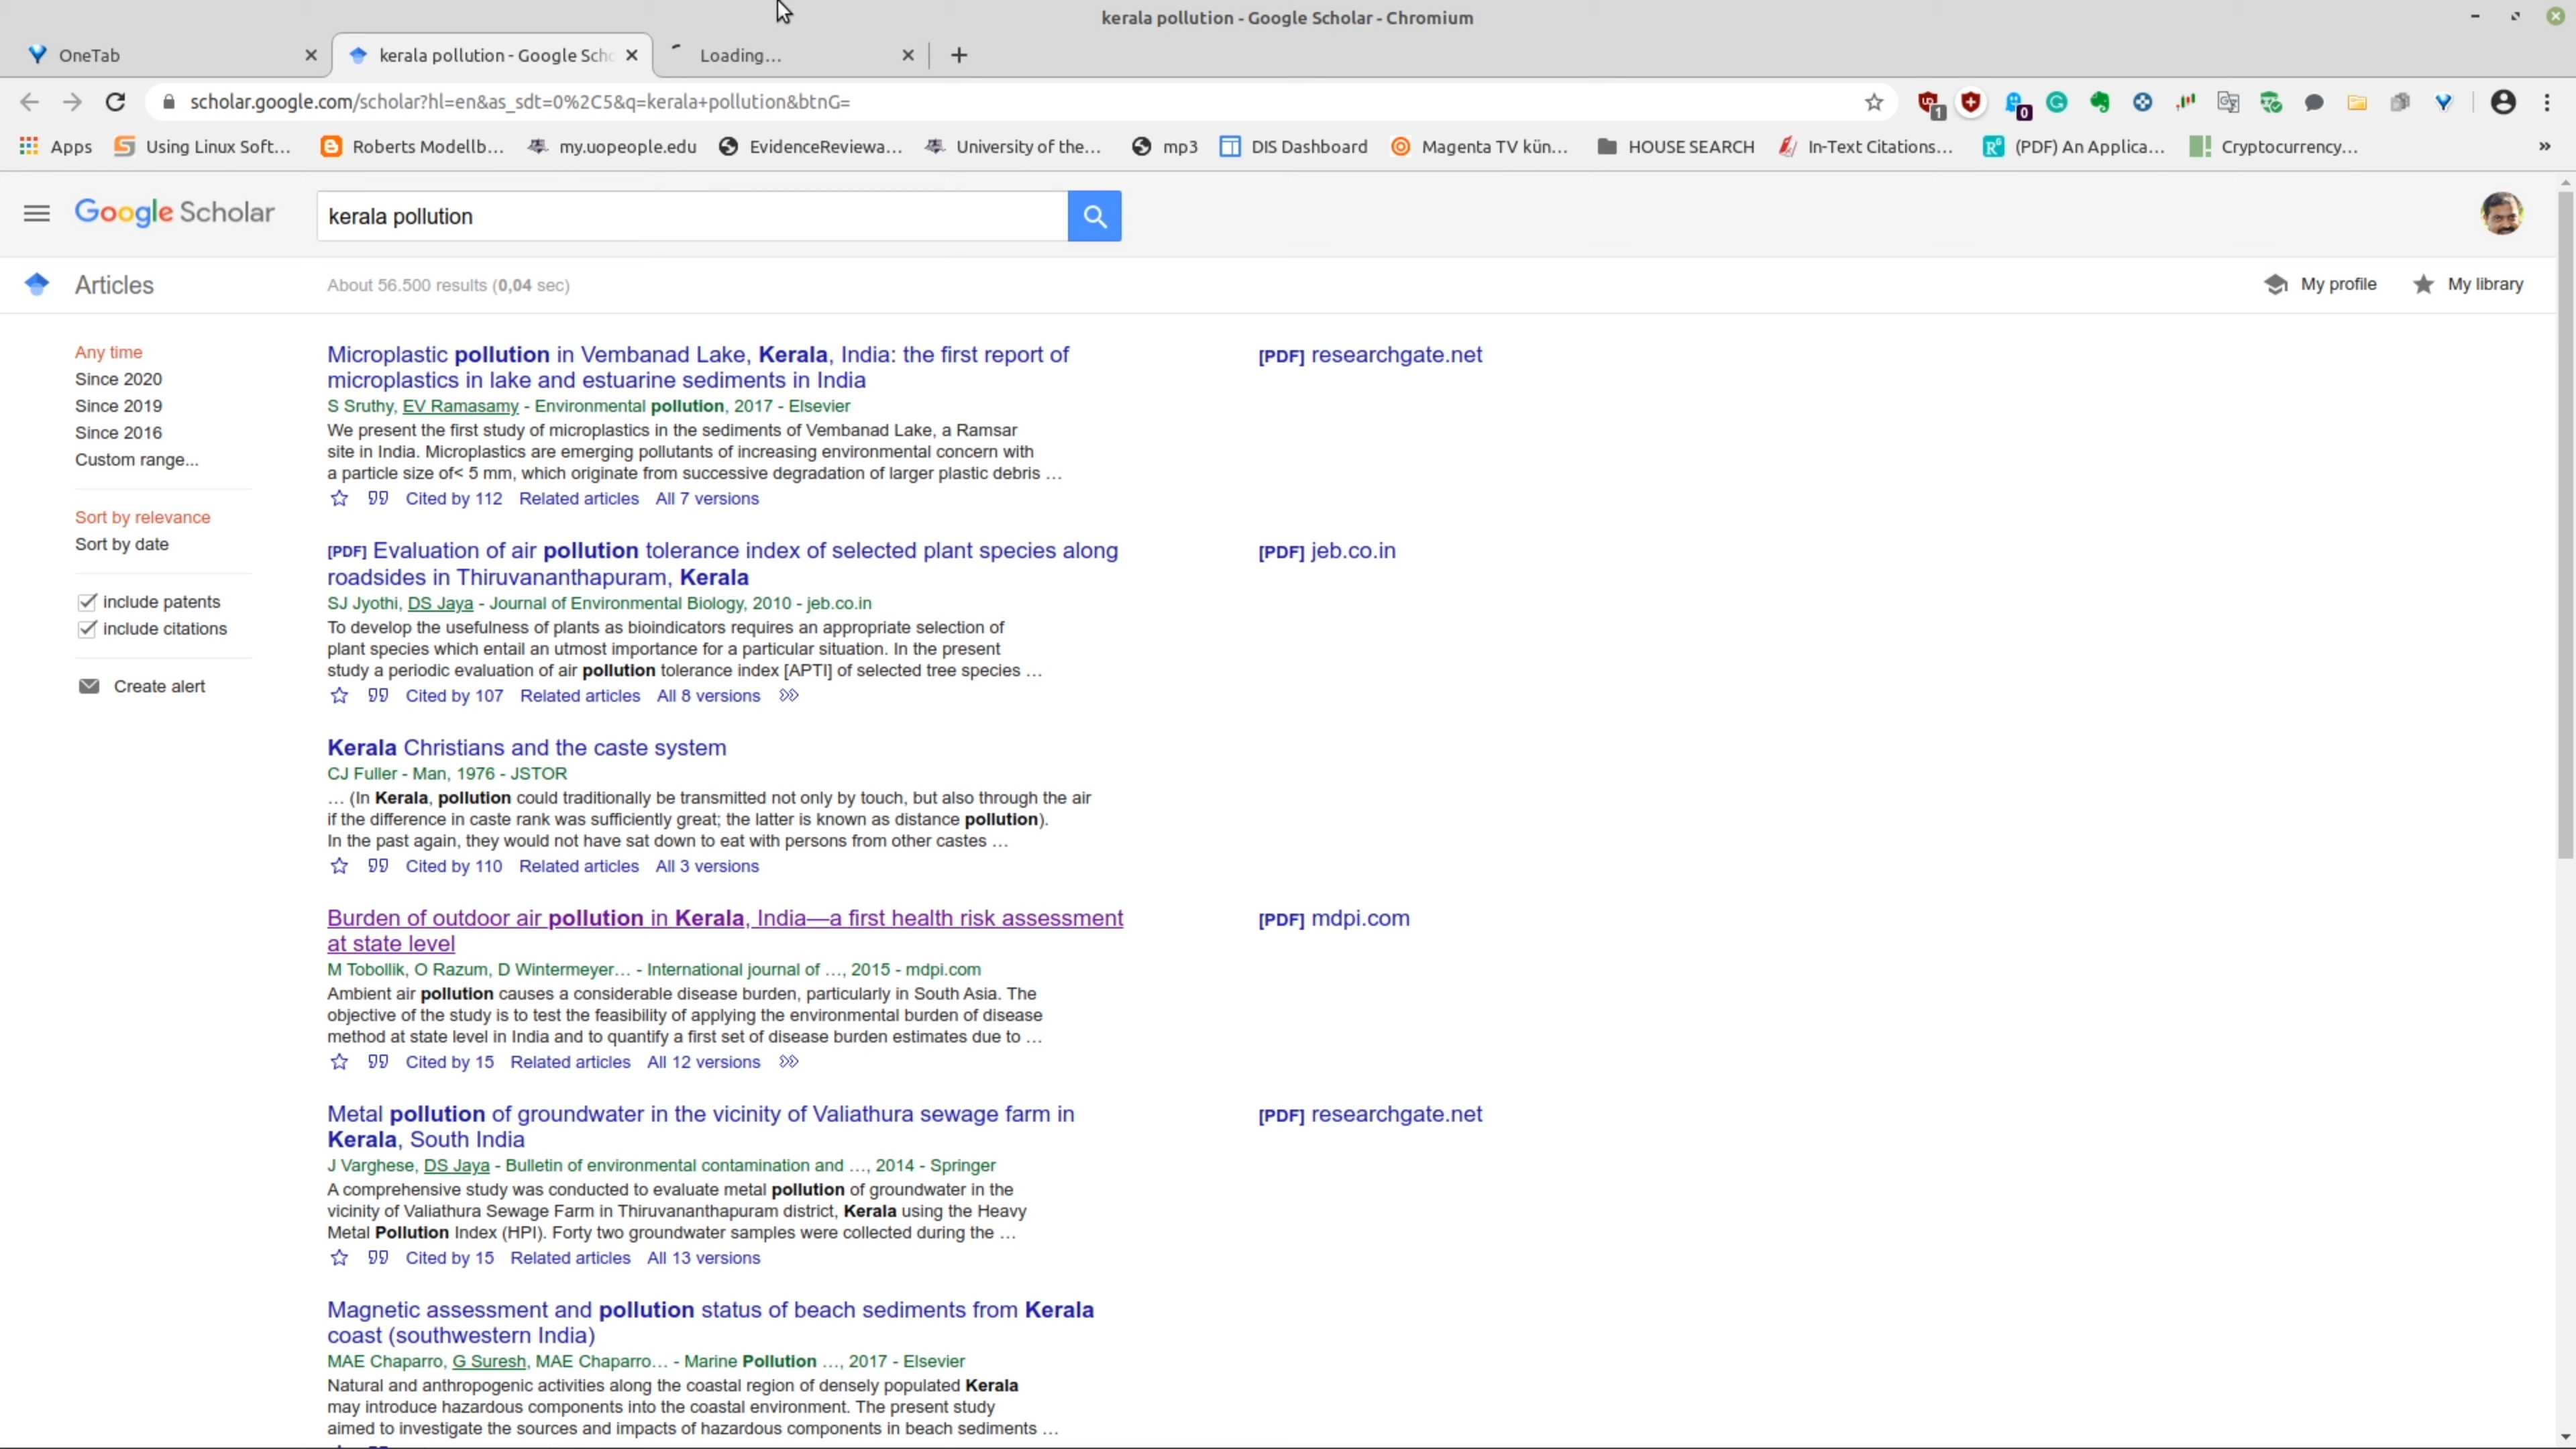 kerala pollution - Google Scholar - Chromium
OneTab
kerala pollution - Google Scho
Loading...
scholar.google.com/scholar?hl=en&as_sdt=0%2C5&q=kerala+pollution&btnG=
1
0
Apps
Using Linux Soft...
Roberts Modellb...
my.uopeople.edu
EvidenceReviewa...
University of the...
mp3
DIS Dashboard
Magenta TV kün...
HOUSE SEARCH
In-Text Citations...
(PDF) An Applica...
Cryptocurrency...
»
Google Scholar
kerala pollution
Articles
About 56.500 results (0,04 sec)
My profile
My library
Any time
Since 2020
Since 2019
Since 2016
Custom range...
Sort by relevance
Sort by date
include patents
include citations
Create alert
Microplastic pollution in Vembanad Lake, Kerala, India: the first report of
microplastics in lake and estuarine sediments in India
S Sruthy, EV Ramasamy - Environmental pollution, 2017 - Elsevier
We present the first study of microplastics in the sediments of Vembanad Lake, a Ramsar
site in India. Microplastics are emerging pollutants of increasing environmental concern with
a particle size of< 5 mm, which originate from successive degradation of larger plastic debris ...
Cited by 112 Related articles All 7 versions
[PDF] researchgate.net
[PDF] Evaluation of air pollution tolerance index of selected plant species along
roadsides in Thiruvananthapuram, Kerala
SJ Jyothi, DS Jaya - Journal of Environmental Biology, 2010 - jeb.co.in
To develop the usefulness of plants as bioindicators requires an appropriate selection of
plant species which entail an utmost importance for a particular situation. In the present
study a periodic evaluation of air pollution tolerance index [APTI] of selected tree species ...
Cited by 107 Related articles All 8 versions
[PDF] jeb.co.in
Kerala Christians and the caste system
CJ Fuller - Man, 1976 - JSTOR
... (In Kerala, pollution could traditionally be transmitted not only by touch, but also through the air
if the difference in caste rank was sufficiently great; the latter is known as distance pollution).
In the past again, they would not have sat down to eat with persons from other castes ...
Cited by 110 Related articles All 3 versions
Burden of outdoor air pollution in Kerala, India—a first health risk assessment
at state level
M Tobollik, O Razum, D Wintermeyer... - International journal of ..., 2015 - mdpi.com
Ambient air pollution causes a considerable disease burden, particularly in South Asia. The
objective of the study is to test the feasibility of applying the environmental burden of disease
method at state level in India and to quantify a first set of disease burden estimates due to ...
Cited by 15 Related articles All 12 versions
[PDF] mdpi.com
Metal pollution of groundwater in the vicinity of Valiathura sewage farm in
Kerala, South India
J Varghese, DS Jaya - Bulletin of environmental contamination and ..., 2014 - Springer
A comprehensive study was conducted to evaluate metal pollution of groundwater in the
vicinity of Valiathura Sewage Farm in Thiruvananthapuram district, Kerala using the Heavy
Metal Pollution Index (HPI). Forty two groundwater samples were collected during the ...
Cited by 15 Related articles All 13 versions
[PDF] researchgate.net
Magnetic assessment and pollution status of beach sediments from Kerala
coast (southwestern India)
MAE Chaparro, G Suresh, MAE Chaparro... - Marine Pollution ..., 2017 - Elsevier
Natural and anthropogenic activities along the coastal region of densely populated Kerala
may introduce hazardous components into the coastal environment. The present study
aimed to investigate the sources and impacts of hazardous components in beach sediments ...